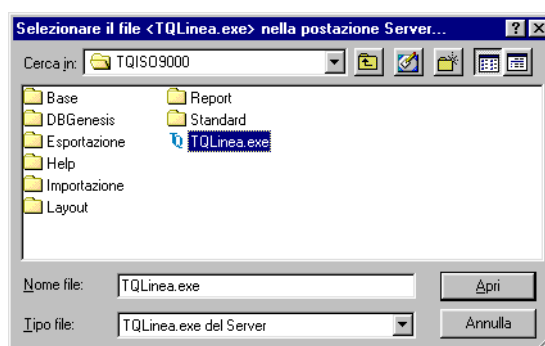 Selezionare il file <TQLinea.exe> nella postazione Server...
Cerca in: TQISO9000
Base
DBGenesis
Esportazione
Help
Importazione
Layout
Report
Standard
TQLinea.exe
Nome file: TQLinea.exe Apri
Tipo file: TQLinea.exe del Server Annulla